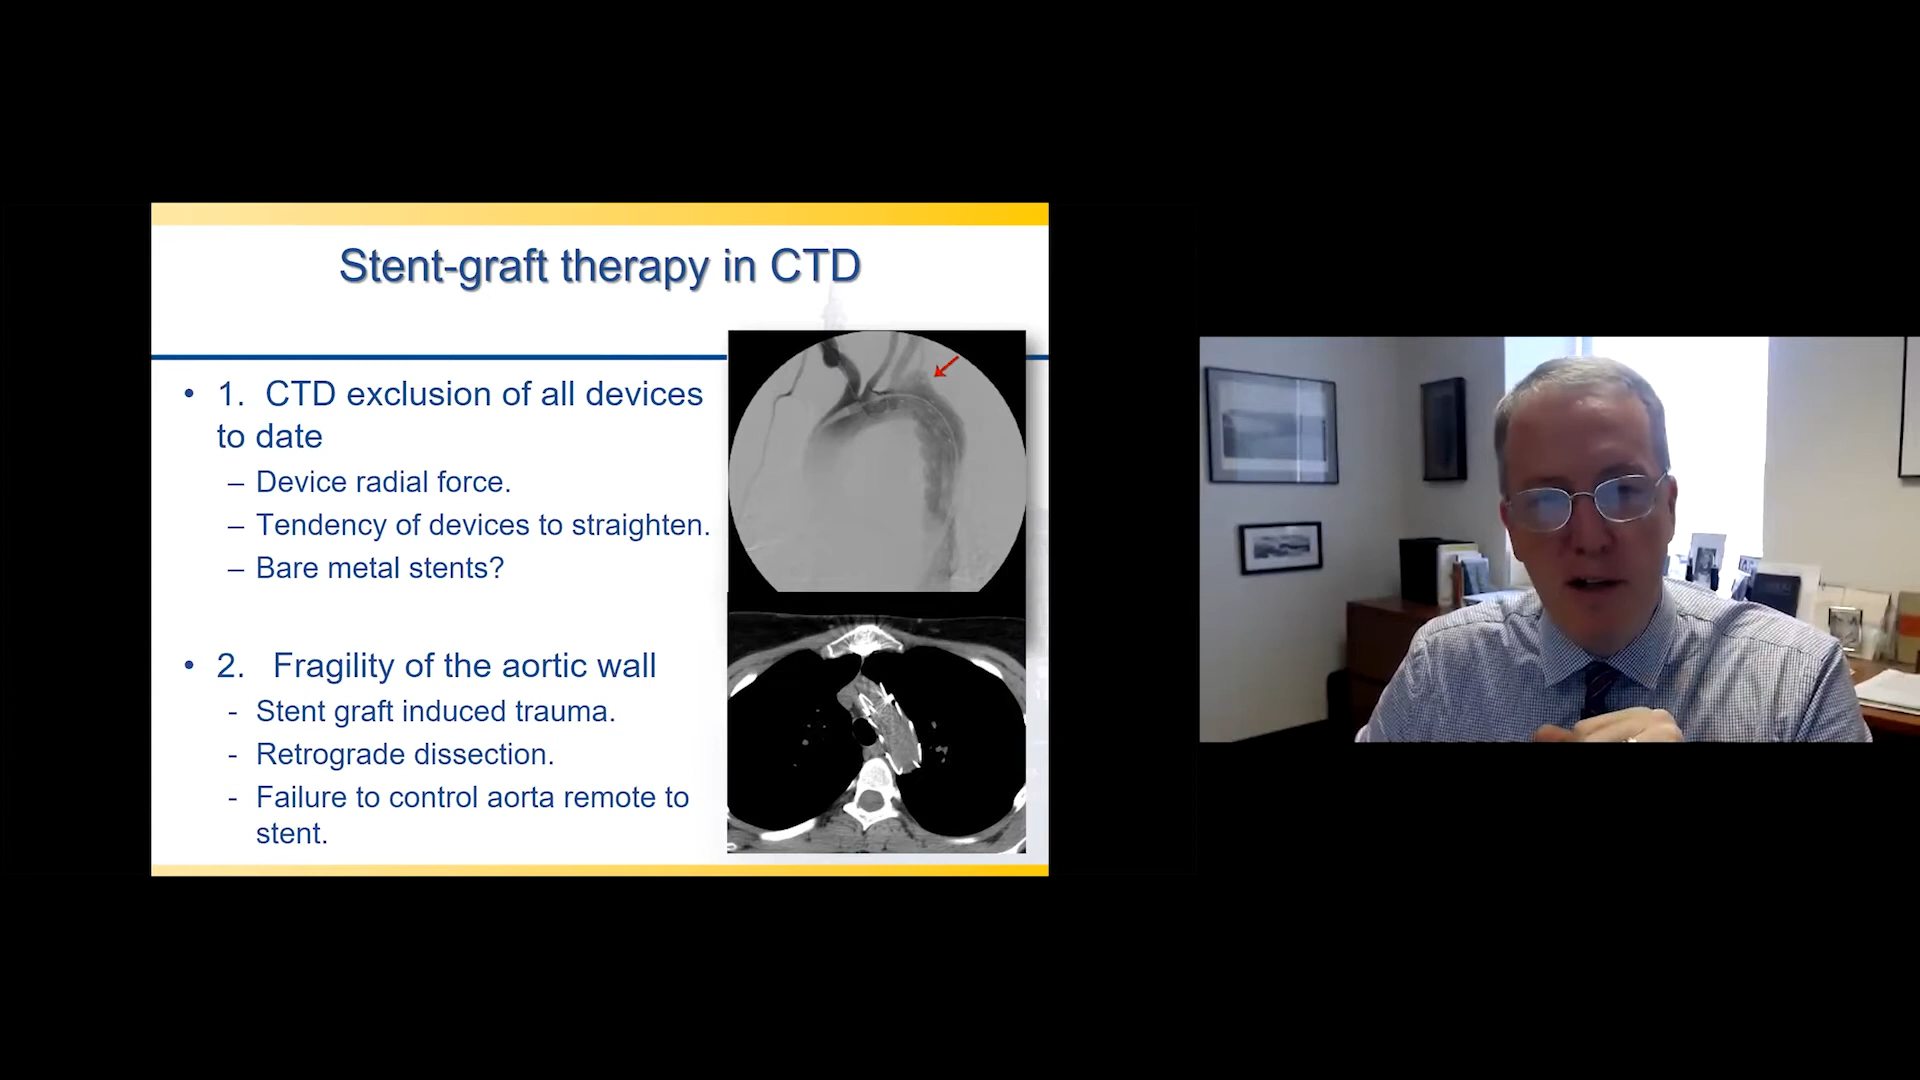 Stent-graft therapy in CTD
• 1. CTD exclusion of all devices
to date
– Device radial force.
– Tendency of devices to straighten.
– Bare metal stents?
• 2. Fragility of the aortic wall
- Stent graft induced trauma.
- Retrograde dissection.
- Failure to control aorta remote to
stent.